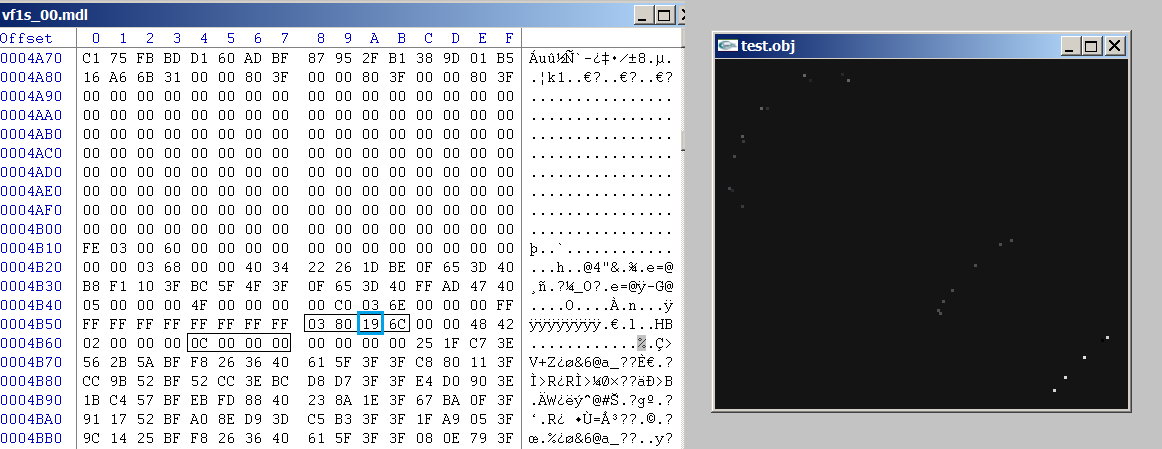 vf1s_00.mdl
Offset 0 1 2 3 4 5 6 7 8 9 A B C D E F
0004A70 C1 75 FB BD D1 60 AD BF 87 95 2F B1 38 9D 01 B5 Áuû½Ñ`-¿‡•/±8.µ
0004A80 16 A6 6B 31 00 00 80 3F 00 00 80 3F 00 00 80 3F .¦k1..€?..€?..€?
0004A90 00 00 00 00 00 00 00 00 00 00 00 00 00 00 00 00 ................
0004AA0 00 00 00 00 00 00 00 00 00 00 00 00 00 00 00 00 ................
0004AB0 00 00 00 00 00 00 00 00 00 00 00 00 00 00 00 00 ................
0004AC0 00 00 00 00 00 00 00 00 00 00 00 00 00 00 00 00 ................
0004AD0 00 00 00 00 00 00 00 00 00 00 00 00 00 00 00 00 ................
0004AE0 00 00 00 00 00 00 00 00 00 00 00 00 00 00 00 00 ................
0004AF0 00 00 00 00 00 00 00 00 00 00 00 00 00 00 00 00 ................
0004B00 00 00 00 00 00 00 00 00 00 00 00 00 00 00 00 00 ................
0004B10 FE 03 00 60 00 00 00 00 00 00 00 00 00 00 00 00 þ..`............
0004B20 00 00 03 68 00 00 40 34 22 26 1D BE 0F 65 3D 40 ...h..@4"&.¾.e=@
0004B30 B8 F1 10 3F BC 5F 4F 3F 0F 65 3D 40 FF AD 47 40 ¸ñ.?¼_O?.e=@ÿ-G@
0004B40 05 00 00 00 4F 00 00 00 00 C0 03 6E 00 00 00 FF ....O....À.n...ÿ
0004B50 FF FF FF FF FF FF FF FF 03 80 19 6C 00 00 48 42 ÿÿÿÿÿÿÿÿ.€.l..HB
0004B60 02 00 00 00 0C 00 00 00 00 00 00 00 25 1F C7 3E ............%.Ç>
0004B70 56 2B 5A BF F8 26 36 40 61 5F 3F 3F C8 80 11 3F V+Z¿ø&6@a_??È€.?
0004B80 CC 9B 52 BF 52 CC 3E BC D8 D7 3F 3F E4 D0 90 3E Ì›R¿RÌ>¼Ø×??äÐ.>
0004B90 1B C4 57 BF EB FD 88 40 23 8A 1E 3F 67 BA 0F 3F .ÄW¿ëýˆ@#Š.?gº.?
0004BA0 91 17 52 BF A0 8E D9 3D C5 B3 3F 3F 1F A9 05 3F
0004BB0 9C 14 25 BF F8 26 36 40 61 5F 3F 3F 08 0E 79 3F œ.%¿ø&6@a_??..y?
test.obj